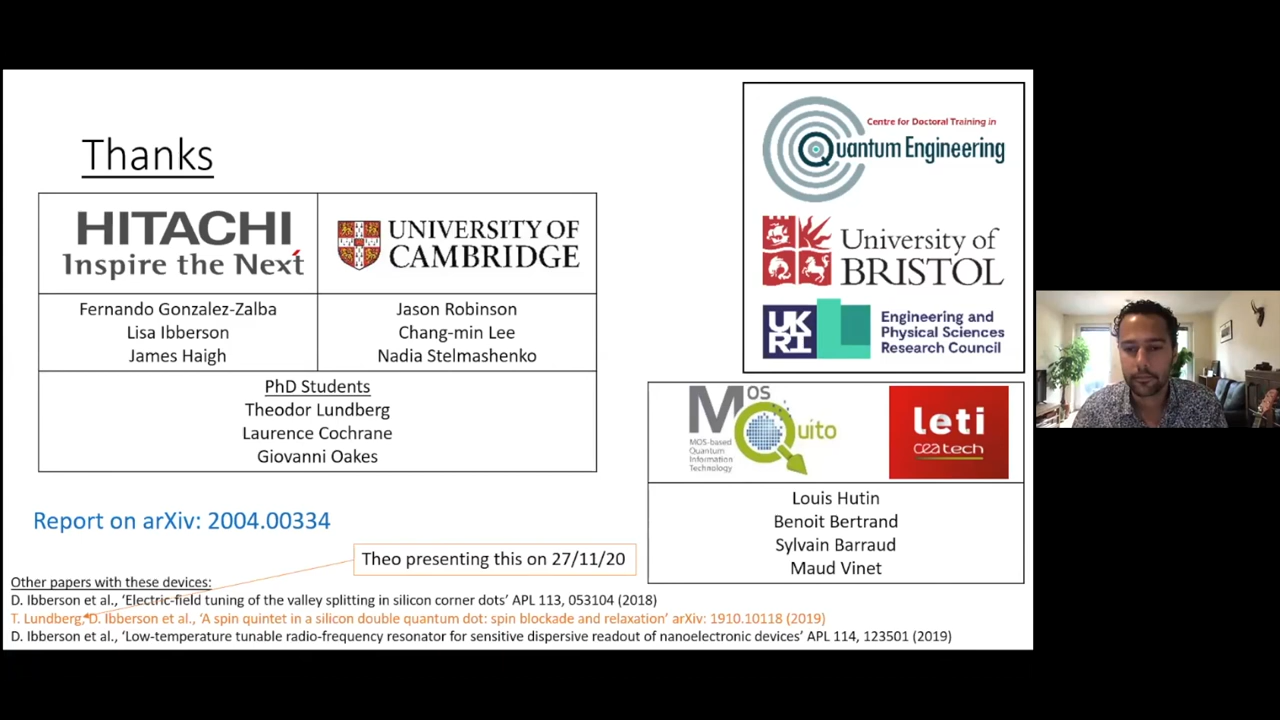 Thanks
HITACHI
Inspire the Next
UNIVERSITY OF
CAMBRIDGE
Fernando Gonzalez-Zalba
Lisa Ibberson
James Haigh
Jason Robinson
Chang-min Lee
Nadia Stelmashenko
PhD Students
Theodor Lundberg
Laurence Cochrane
Giovanni Oakes
Centre for Doctoral Training in
Quantum Engineering
University of
BRISTOL
UK
RI
Engineering and
Physical Sciences
Research Council
MOS
Quito
MOS-based
Quantum
Information
Technology
leti
ceatech
Louis Hutin
Benoit Bertrand
Sylvain Barraud
Maud Vinet
Report on arXiv: 2004.00334
Theo presenting this on 27/11/20
Other papers with these devices:
D. Ibberson et al., ‘Electric-field tuning of the valley splitting in silicon corner dots’ APL 113, 053104 (2018)
T. Lundberg, D. Ibberson et al., ‘A spin quintet in a silicon double quantum dot: spin blockade and relaxation’ arXiv: 1910.10118 (2019)
D. Ibberson et al., ‘Low-temperature tunable radio-frequency resonator for sensitive dispersive readout of nanoelectronic devices’ APL 114, 123501 (2019)